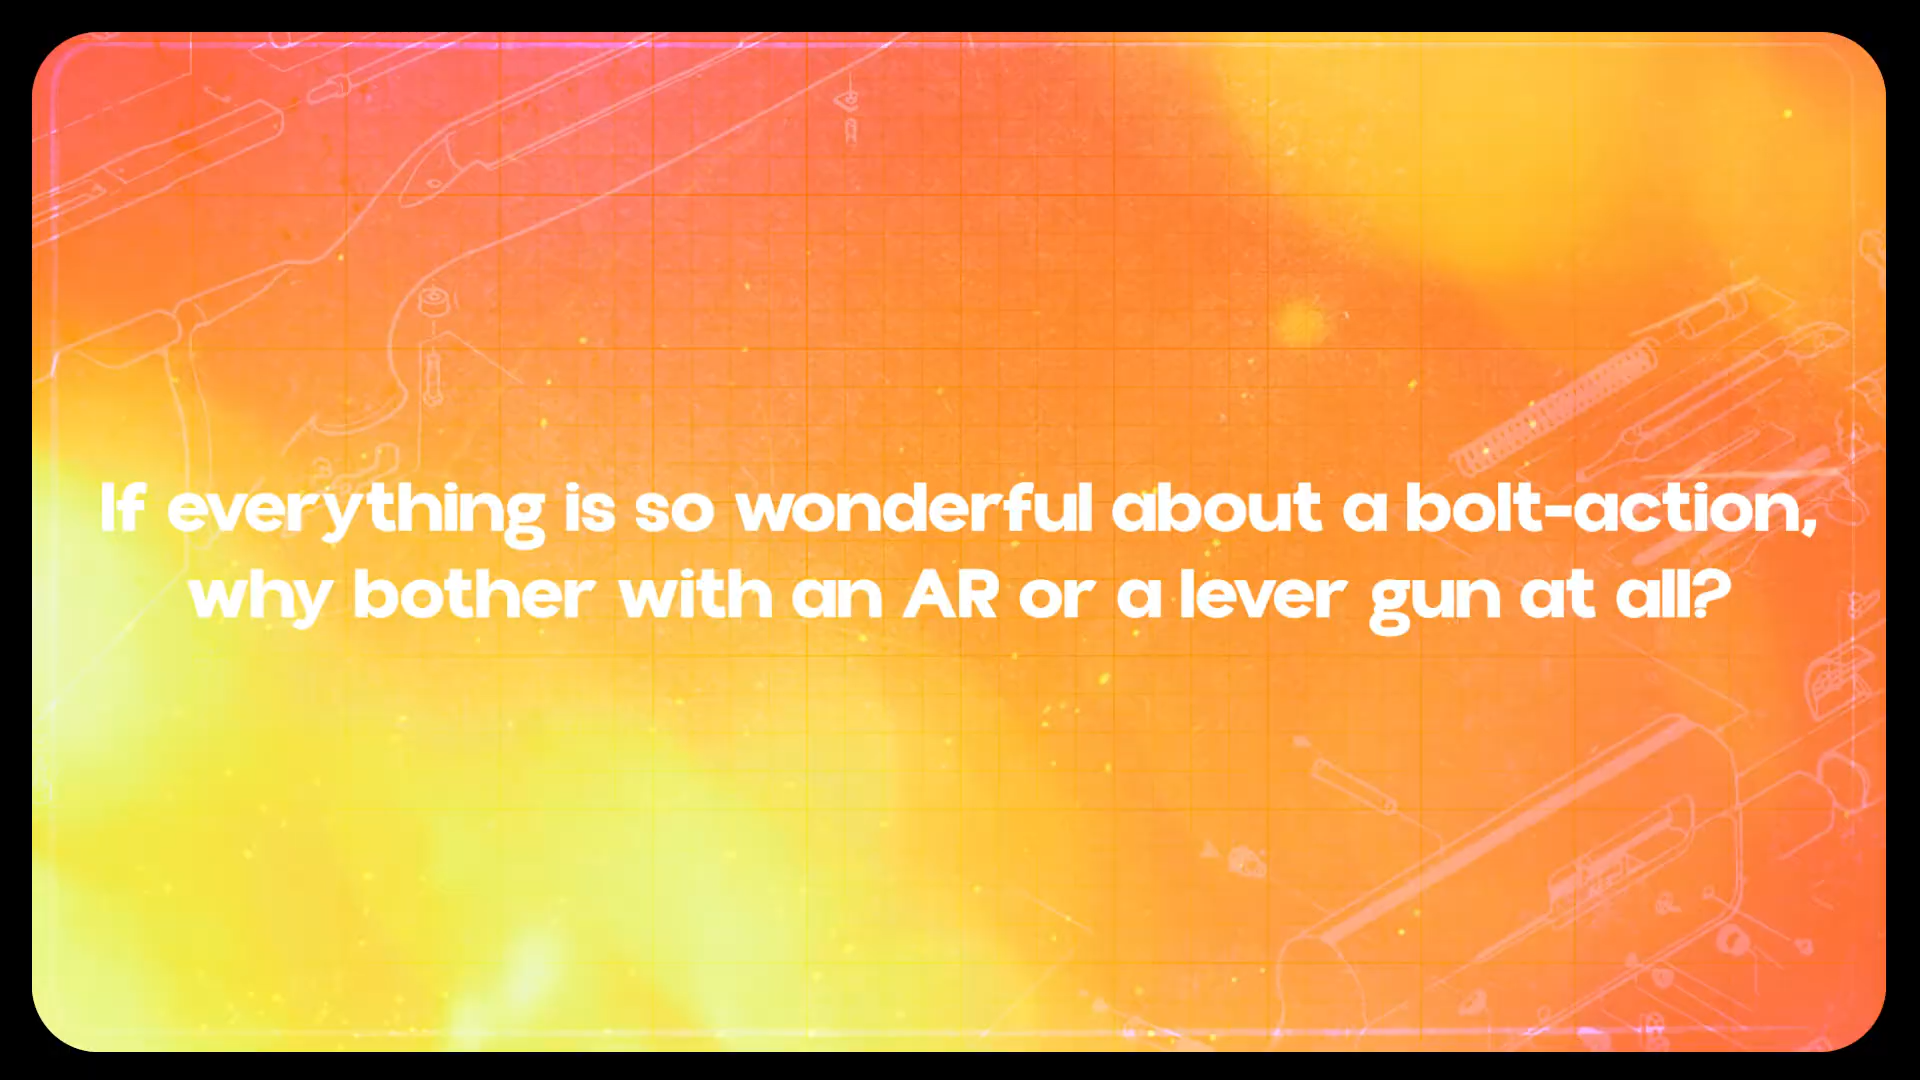 If everything is so wonderful about a bolt-action,
why bother with an AR or a lever gun at all?